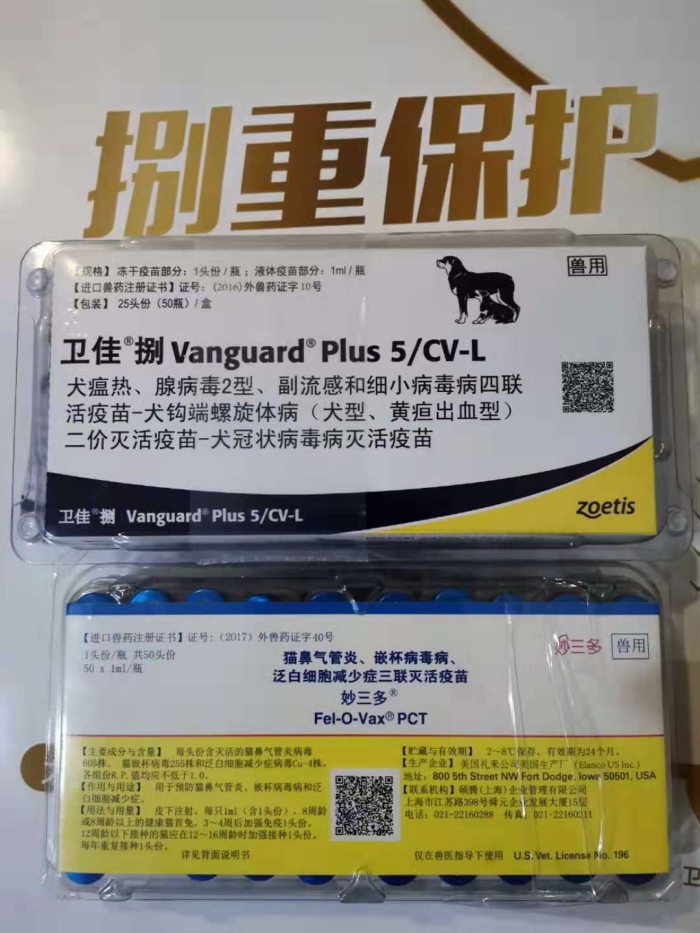 捌重保护
【规格】 冻干疫苗部分：1头份/瓶；液体疫苗部分：1ml/瓶
【进口兽药注册证书】证号：(2016)外兽药证字10号
【包装】 25头份（50瓶）/盒
兽用
卫佳®捌 Vanguard® Plus 5/CV-L
犬瘟热、腺病毒2型、副流感和细小病毒病四联
活疫苗-犬钩端螺旋体病（犬型、黄疸出血型）
二价灭活疫苗-犬冠状病毒病灭活疫苗
卫佳®捌 Vanguard® Plus 5/CV-L
zoetis
【进口兽药注册证书】证号：(2017)外兽药证字40号
1头份/瓶 共50头份
50 x 1ml/瓶
猫鼻气管炎、嵌杯病毒病、
泛白细胞减少症三联灭活疫苗
妙三多®
Fel-O-Vax® PCT
妙三多
兽用
【主要成分与含量】 每头份含灭活的猫鼻气管炎病毒
605株、猫嵌杯病毒255株和泛白细胞减少症病毒Cu-4株，
各组份R.P.值均应不低于1.0。
【作用与用途】 用于预防猫鼻气管炎、嵌杯病毒病和泛
白细胞减少症。
【用法与用量】 皮下注射，每只1ml（含1头份）。8周龄
或8周龄以上的健康猫首免，3～4周后加强免疫1头份。
12周龄以下接种的猫应在12～16周龄时加强接种1头份。
每年重复接种1头份。
详见背面说明书
【贮藏与有效期】 2～8℃保存，有效期为24个月。
【生产企业】 美国礼来公司美国生产厂（Elanco US Inc.）
地址：800 5th Street NW Fort Dodge, Iowa 50501, USA
【联系机构】硕腾（上海）企业管理有限公司
上海市江苏路398号舜元企业发展大厦15层
电话：021-22160288 传真：021-22160211
仅在兽医指导下使用 U.S. Vet. License No. 196
卫